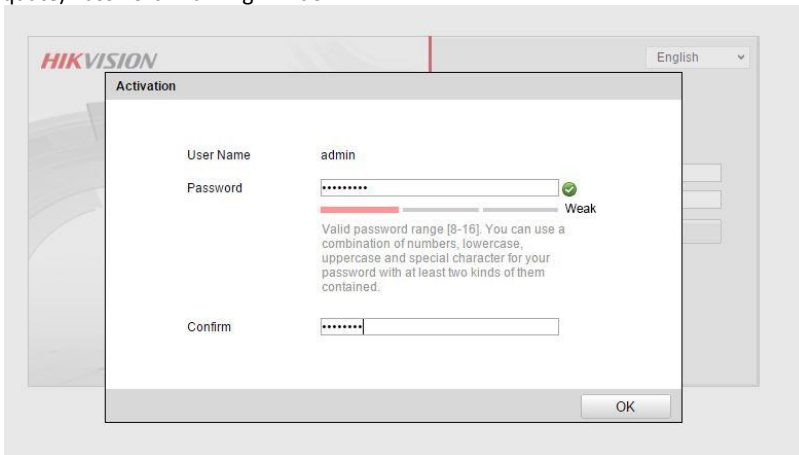 HIKVISION
English
Activation
User Name admin
Password •••••••••
Weak
Valid password range [8-16]. You can use a
combination of numbers, lowercase,
uppercase and special character for your
password with at least two kinds of them
contained.
Confirm ••••••••
OK